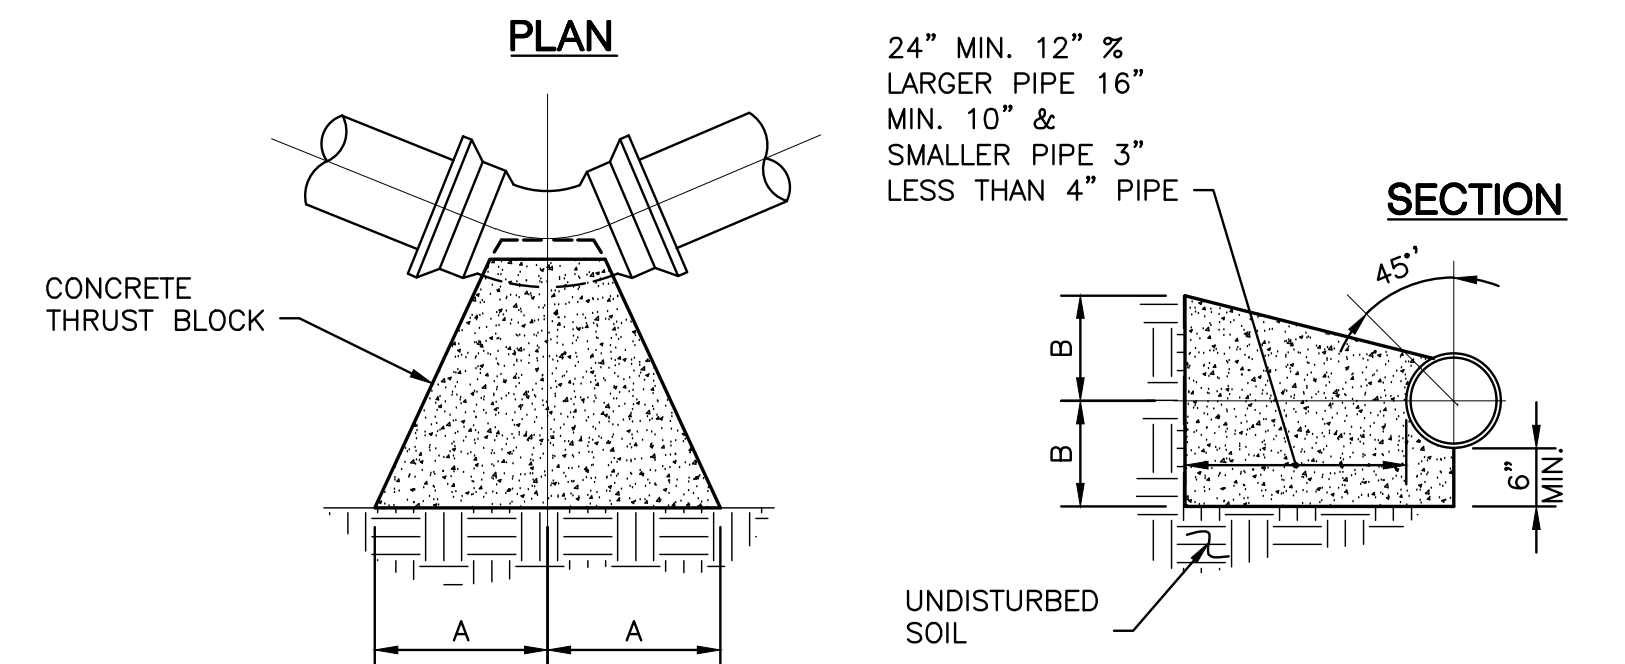 PLAN
24" MIN. 12" %
LARGER PIPE 16"
MIN. 10" &
SMALLER PIPE 3"
LESS THAN 4" PIPE
SECTION
45°'
CONCRETE
THRUST BLOCK
B
B
6"
MIN.
UNDISTURBED
SOIL
A
A